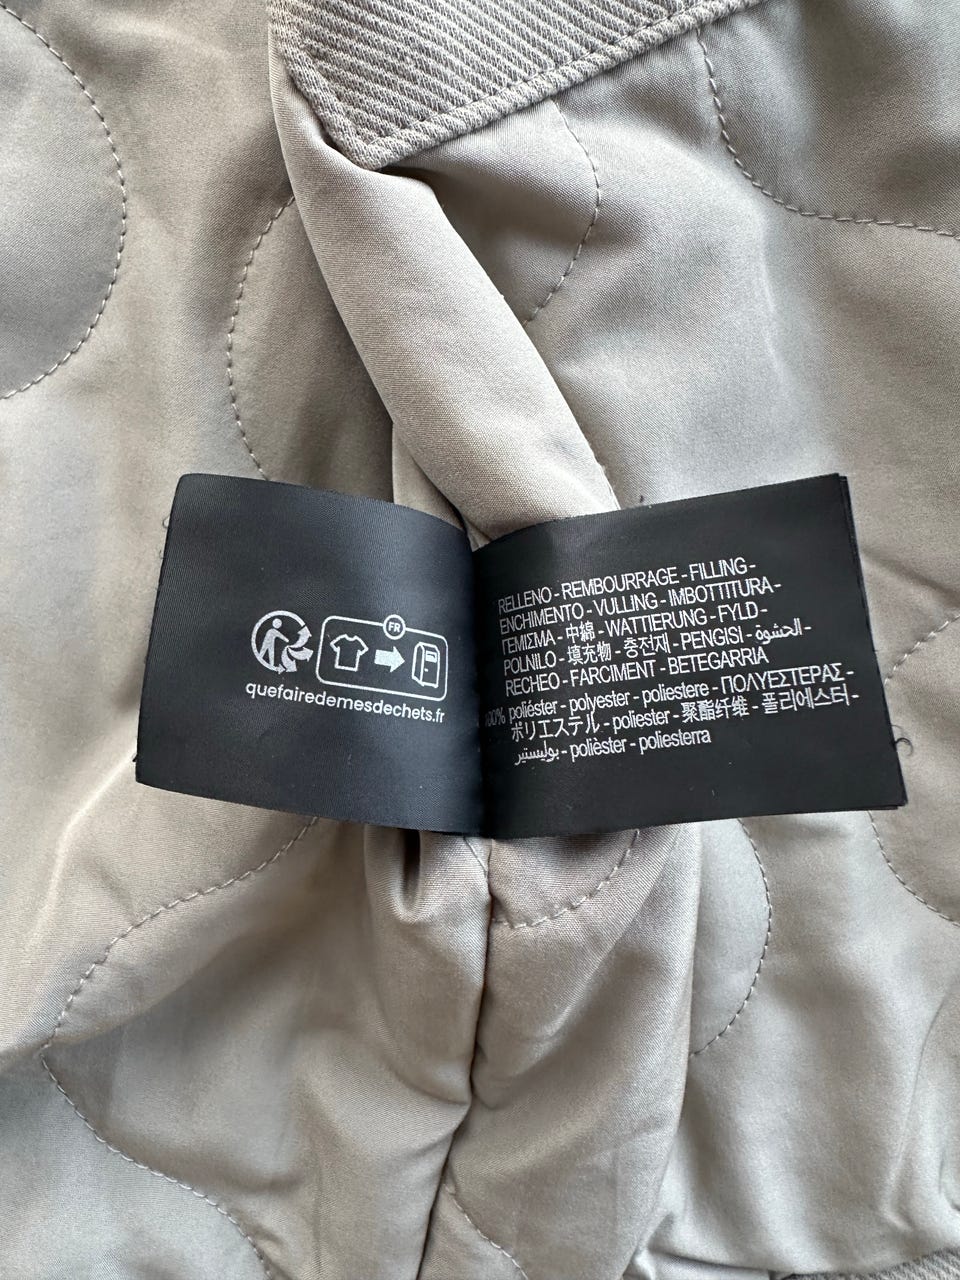 FR
quefairedemesdechets.fr
RELLENO - REMBOURRAGE - FILLING -
ENCHIMENTO - VULLING - IMBOTTITURA -
ΓΕΜΙΣΜΑ - 中綿 - WATTIERUNG - FYLD -
POLNILO - 填充物 - 충전재 - PENGISI - الحشوة -
RECHEO - FARCIMENT - BETEGARRIA
100% poliéster - polyester - poliestere - ΠΟΛΥΕΣΤΕΡΑΣ -
ポリエステル - poliester - 聚酯纤维 - 폴리에스터 -
بوليستير - polièster - poliesterra